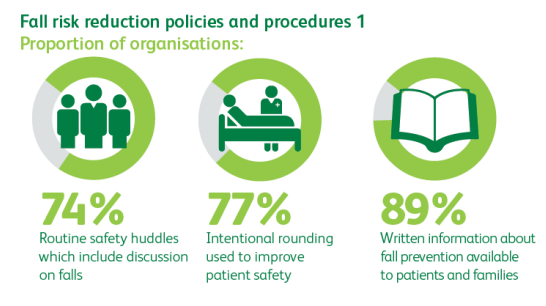 Fall risk reduction policies and procedures 1
Proportion of organisations:
74%
Routine safety huddles
which include discussion
on falls
77%
Intentional rounding
used to improve
patient safety
89%
Written information about
fall prevention available
to patients and families